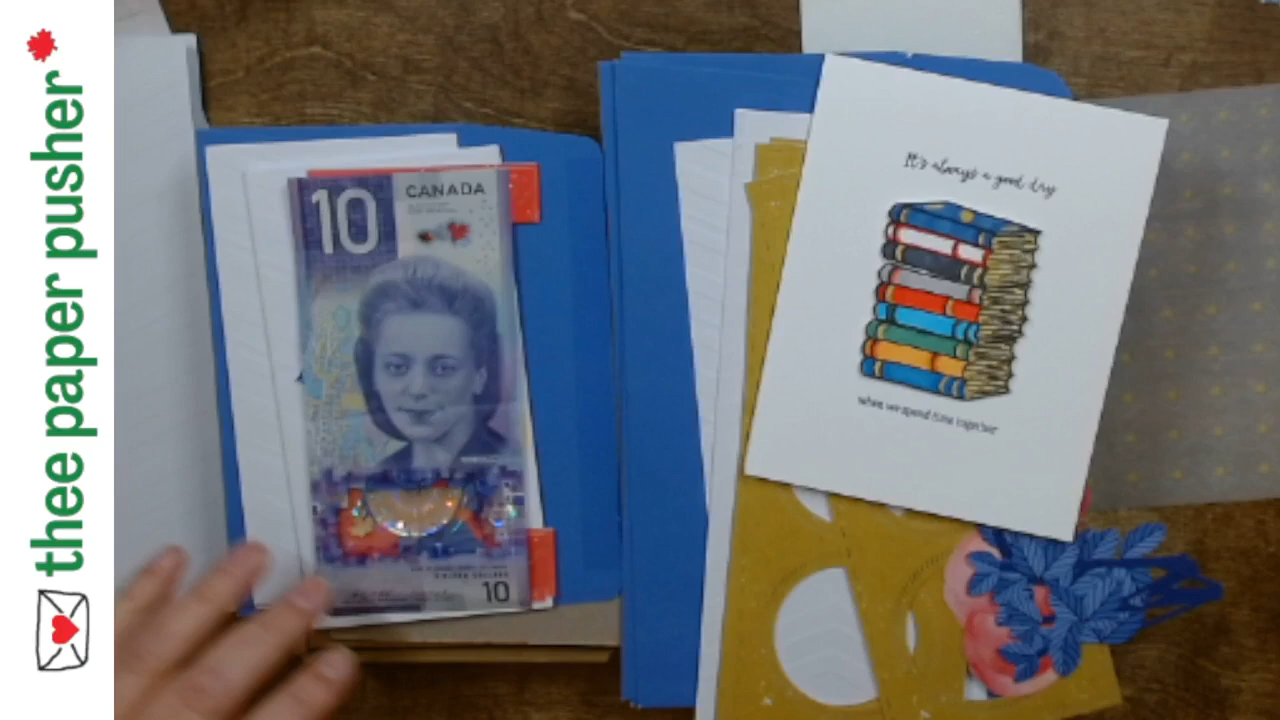 thee paper pusher
10
CANADA
10
It's always a good day
when we spend time together